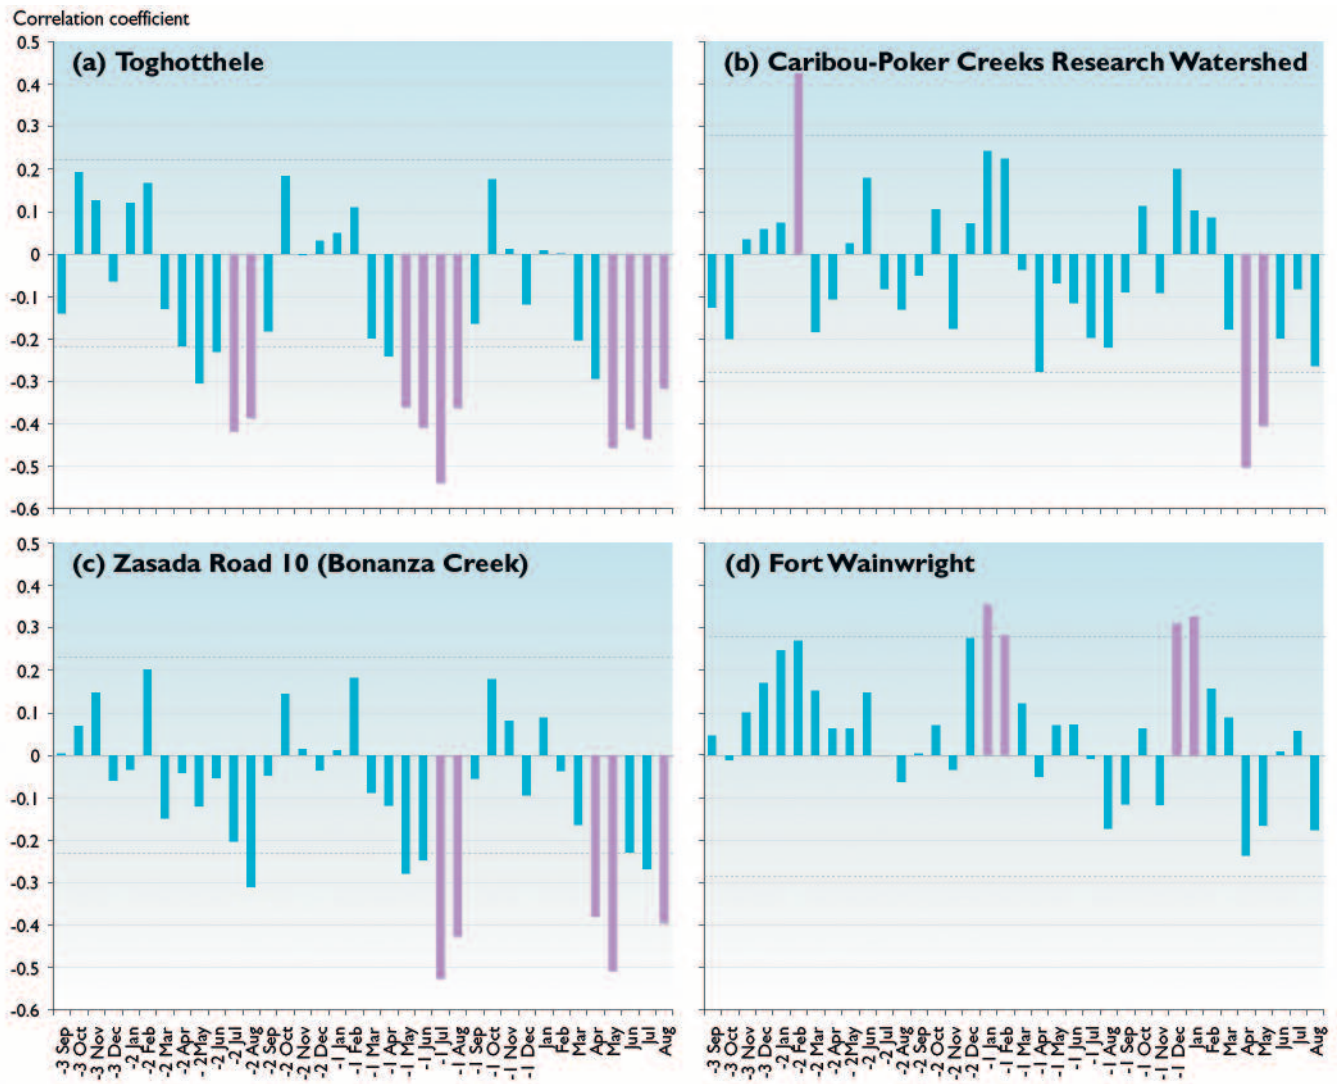 Correlation coefficient
(a) Toghotthele
0.5
0.4
0.3
0.2
0.1
0
-0.1
-0.2
-0.3
-0.4
-0.5
-0.6
(b) Caribou-Poker Creeks Research Watershed
(c) Zasada Road 10 (Bonanza Creek)
0.5
0.4
0.3
0.2
0.1
0
-0.1
-0.2
-0.3
-0.4
-0.5
-0.6
(d) Fort Wainwright
-3 Sep
-3 Oct
-3 Nov
-3 Dec
-2 Jan
-2 Feb
-2 Mar
-2 Apr
-2 May
-2 Jun
-2 Jul
-2 Aug
-2 Sep
-2 Oct
-2 Nov
-2 Dec
-1 Jan
-1 Feb
-1 Mar
-1 Apr
-1 May
-1 Jun
-1 Jul
-1 Aug
-1 Sep
-1 Oct
-1 Nov
-1 Dec
Jan
Feb
Mar
Apr
May
Jun
Jul
Aug
-3 Sep
-3 Oct
-3 Nov
-3 Dec
-2 Jan
-2 Feb
-2 Mar
-2 Apr
-2 May
-2 Jun
-2 Jul
-2 Aug
-2 Sep
-2 Oct
-2 Nov
-2 Dec
-1 Jan
-1 Feb
-1 Mar
-1 Apr
-1 May
-1 Jun
-1 Jul
-1 Aug
-1 Sep
-1 Oct
-1 Nov
-1 Dec
Jan
Feb
Mar
Apr
May
Jun
Jul
Aug